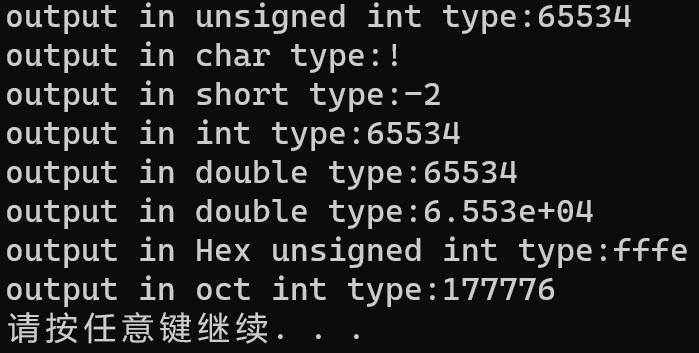 output in unsigned int type:65534
output in char type:!
output in short type:-2
output in int type:65534
output in double type:65534
output in double type:6.553e+04
output in Hex unsigned int type:fffe
output in oct int type:177776
请按任意键继续. . .